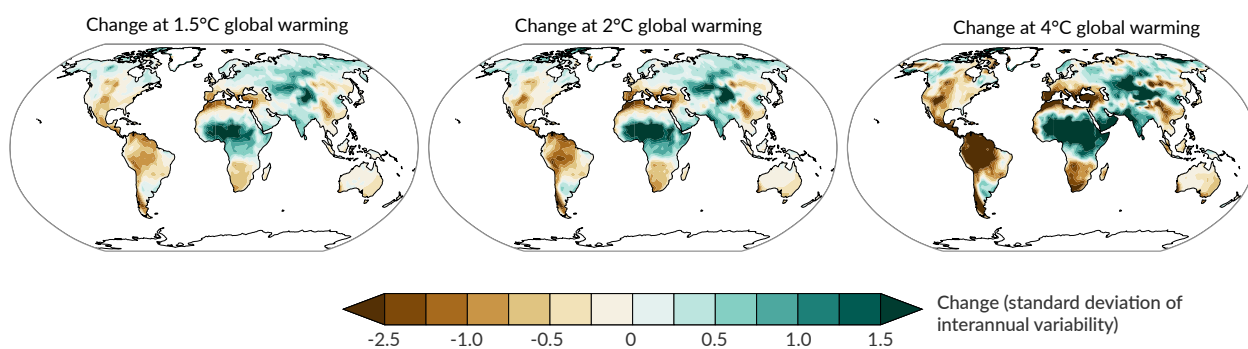 Change at 1.5°C global warming
Change at 2°C global warming
Change at 4°C global warming
-2.5 -1.0 -0.5 0 0.5 1.0 1.5
Change (standard deviation of
interannual variability)